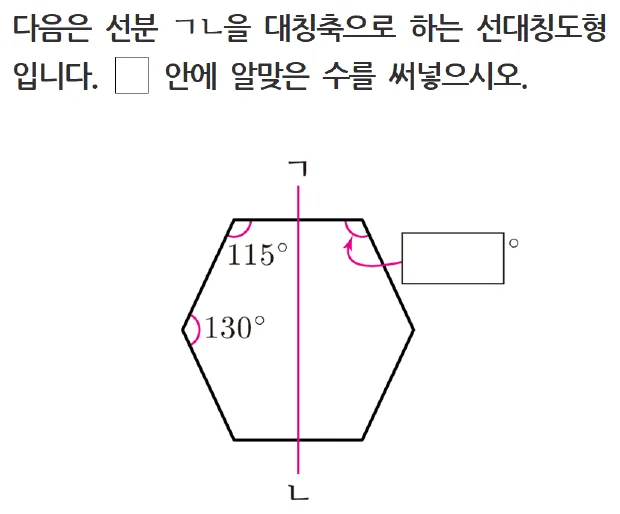 다음은 선분 ㄱㄴ을 대칭축으로 하는 선대칭도형
입니다. □ 안에 알맞은 수를 써넣으시오.
ㄱ
115°
°
130°
ㄴ